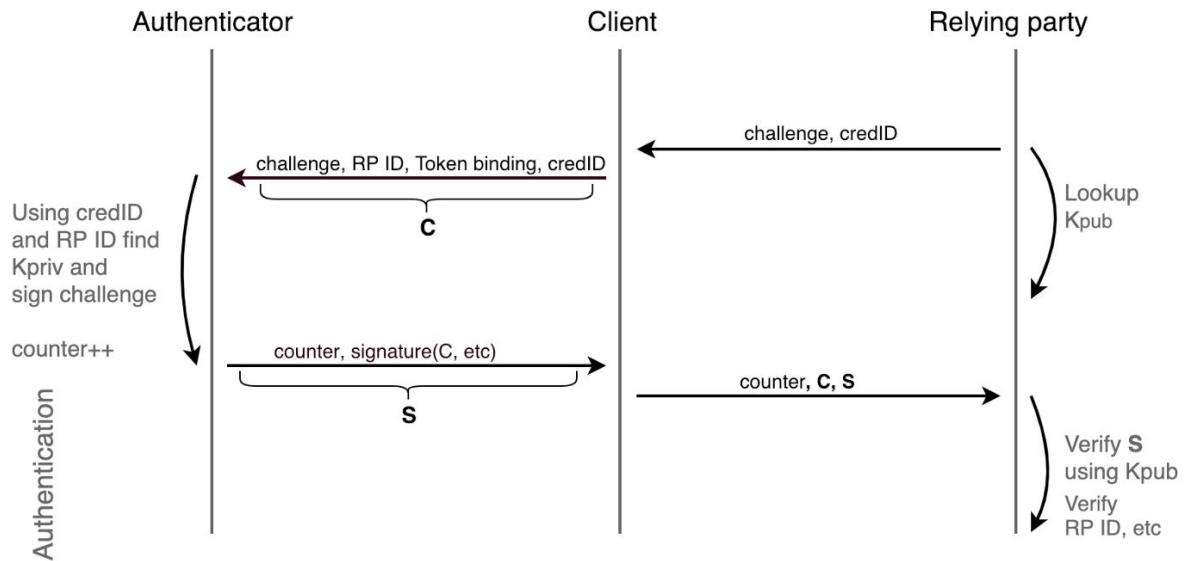 Authenticator
Client
Relying party
challenge, credID
challenge, RP ID, Token binding, credID
C
Lookup
Kpub
Using credID
and RP ID find
Kpriv and
sign challenge
counter++
counter, signature(C, etc)
S
counter, C, S
Verify S
using Kpub
Verify
RP ID, etc
Authentication